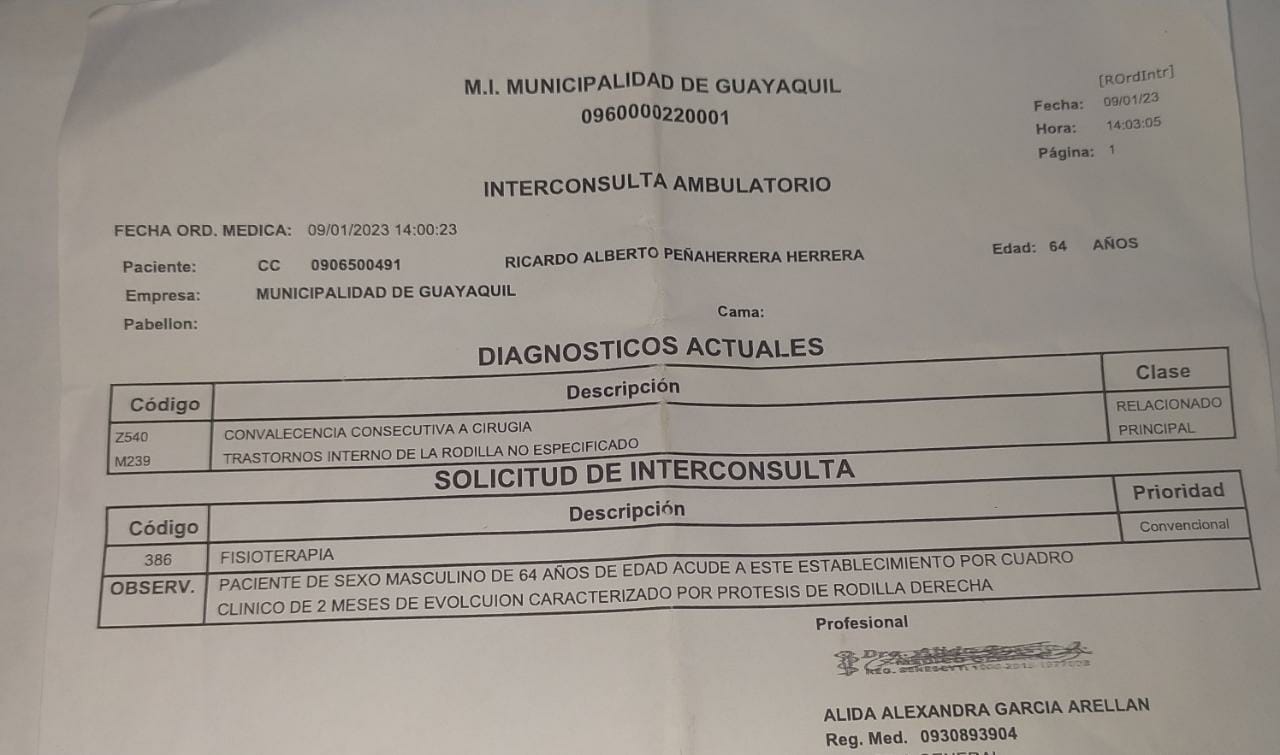 [ROrdIntr]
M.I. MUNICIPALIDAD DE GUAYAQUIL
Fecha: 09/01/23
0960000220001
Hora: 14:03:05
Página: 1
INTERCONSULTA AMBULATORIO
FECHA ORD. MEDICA: 09/01/2023 14:00:23
Paciente: CC 0906500491 RICARDO ALBERTO PEÑAHERRERA HERRERA Edad: 64 AÑOS
Empresa: MUNICIPALIDAD DE GUAYAQUIL
Pabellon: Cama:
DIAGNOSTICOS ACTUALES
Código Descripción Clase
Z540 CONVALECENCIA CONSECUTIVA A CIRUGIA RELACIONADO
M239 TRASTORNOS INTERNO DE LA RODILLA NO ESPECIFICADO PRINCIPAL
SOLICITUD DE INTERCONSULTA
Código Descripción Prioridad
386 FISIOTERAPIA Convencional
OBSERV. PACIENTE DE SEXO MASCULINO DE 64 AÑOS DE EDAD ACUDE A ESTE ESTABLECIMIENTO POR CUADRO
CLINICO DE 2 MESES DE EVOLCUION CARACTERIZADO POR PROTESIS DE RODILLA DERECHA
Profesional
Dra.
REG. SENESCYT
ALIDA ALEXANDRA GARCIA ARELLAN
Reg. Med. 0930893904